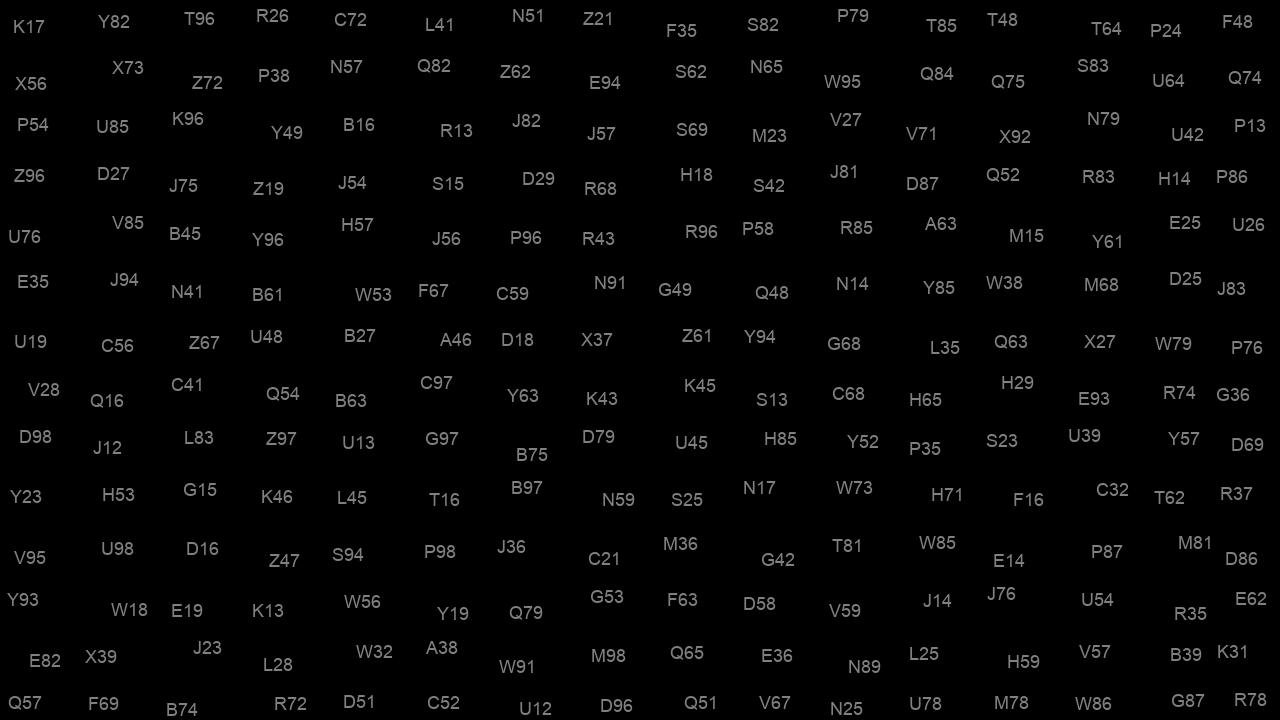 K17 Y82 T96 R26 C72 L41 N51 Z21 F35 S82 P79 T85 T48 T64 P24 F48
X56 X73 Z72 P38 N57 Q82 Z62 E94 S62 N65 W95 Q84 Q75 S83 U64 Q74
P54 U85 K96 Y49 B16 R13 J82 J57 S69 M23 V27 V71 X92 N79 U42 P13
Z96 D27 J75 Z19 J54 S15 D29 R68 H18 S42 J81 D87 Q52 R83 H14 P86
U76 V85 B45 Y96 H57 J56 P96 R43 R96 P58 R85 A63 M15 Y61 E25 U26
E35 J94 N41 B61 W53 F67 C59 N91 G49 Q48 N14 Y85 W38 M68 D25 J83
U19 C56 Z67 U48 B27 A46 D18 X37 Z61 Y94 G68 L35 Q63 X27 W79 P76
V28 Q16 C41 Q54 B63 C97 Y63 K43 K45 S13 C68 H65 H29 E93 R74 G36
D98 J12 L83 Z97 U13 G97 B75 D79 U45 H85 Y52 P35 S23 U39 Y57 D69
Y23 H53 G15 K46 L45 T16 B97 N59 S25 N17 W73 H71 F16 C32 T62 R37
V95 U98 D16 Z47 S94 P98 J36 C21 M36 G42 T81 W85 E14 P87 M81 D86
Y93 W18 E19 K13 W56 Y19 Q79 G53 F63 D58 V59 J14 J76 U54 R35 E62
E82 X39 J23 L28 W32 A38 W91 M98 Q65 E36 N89 L25 H59 V57 B39 K31
Q57 F69 B74 R72 D51 C52 U12 D96 Q51 V67 N25 U78 M78 W86 G87 R78